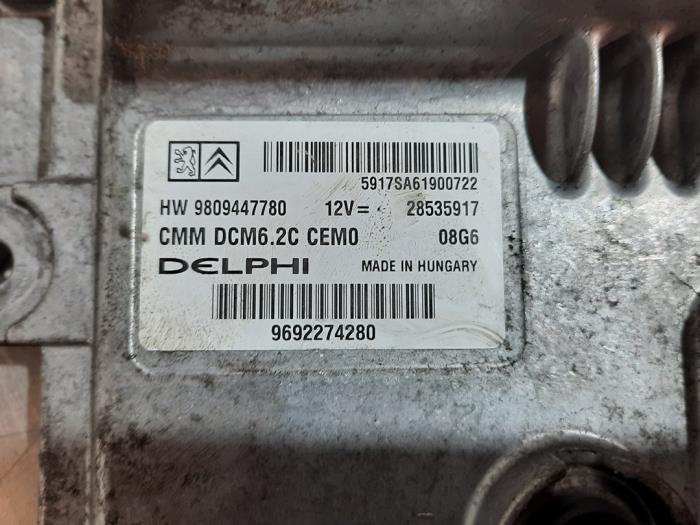 5917SA61900722
HW 9809447780 12V= 28535917
CMM DCM6.2C CEM0 08G6
DELPHI MADE IN HUNGARY
9692274280